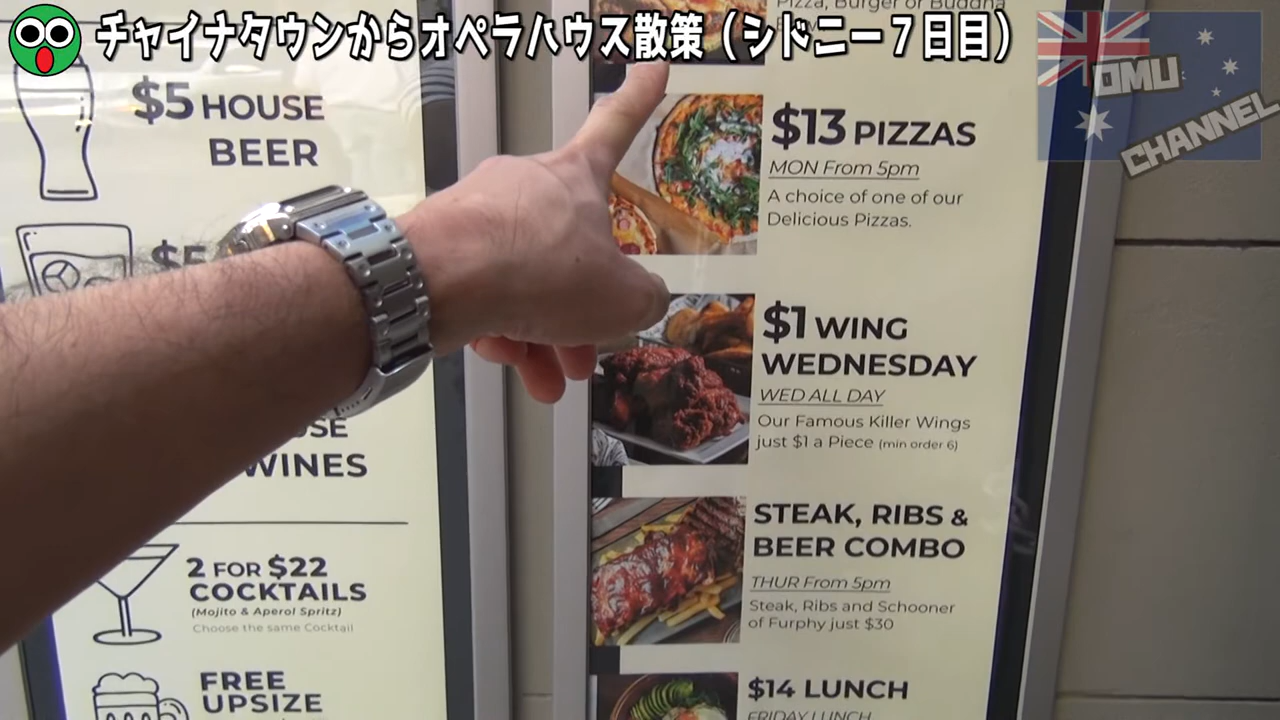 チャイナタウンからオペラハウス散策（シドニー７日目）
OMU
CHANNEL
$5 HOUSE
BEER
$5
WINES
2 FOR $22
COCKTAILS
(Mojito & Aperol Spritz)
Choose the same Cocktail
FREE
UPSIZE
Pizza, Burger or Buddha
$13 PIZZAS
MON From 5pm
A choice of one of our
Delicious Pizzas.
$1 WING
WEDNESDAY
WED ALL DAY
Our Famous Killer Wings
just $1 a Piece (min order 6)
STEAK, RIBS &
BEER COMBO
THUR From 5pm
Steak, Ribs and Schooner
of Furphy just $30
$14 LUNCH
FRIDAY LUNCH